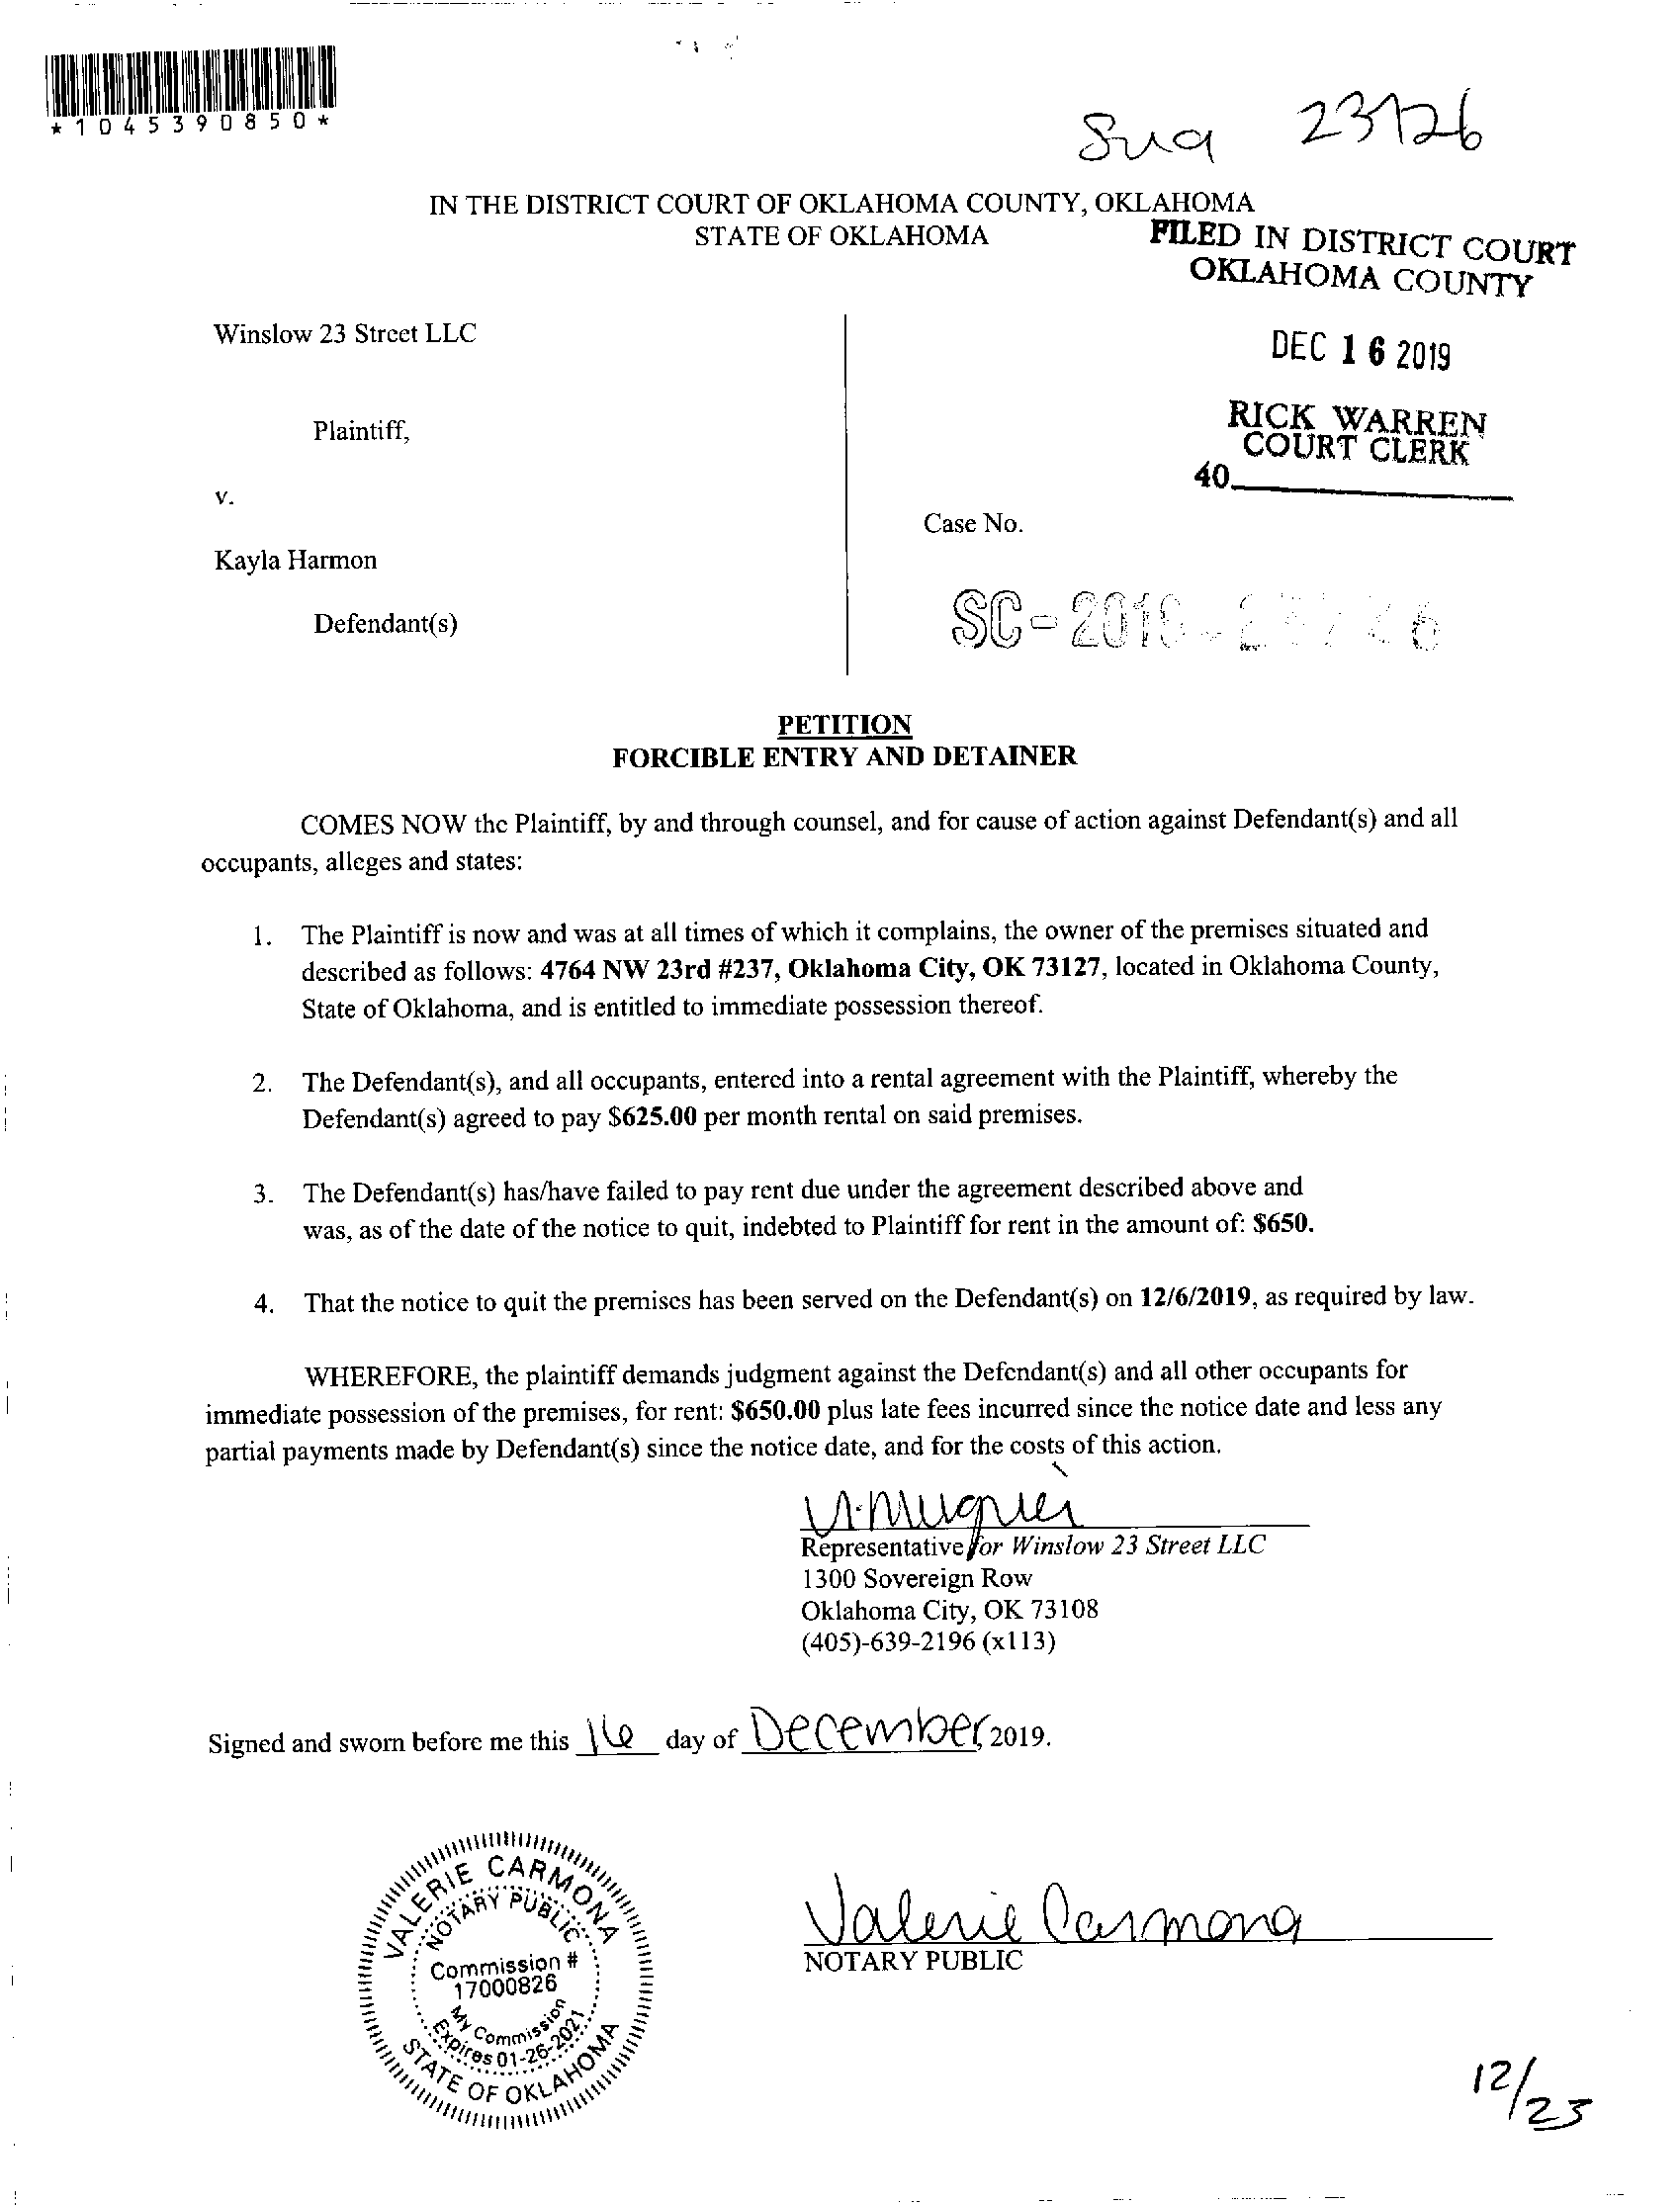 *1045390850*
IN THE DISTRICT COURT OF OKLAHOMA COUNTY, OKLAHOMA
STATE OF OKLAHOMA
FILED IN DISTRICT COURT
OKLAHOMA COUNTY
DEC 16 2019
RICK WARREN
COURT CLERK
40
Winslow 23 Street LLC
Plaintiff,
v.
Case No.
Kayla Harmon
Defendant(s)
PETITION
FORCIBLE ENTRY AND DETAINER
COMES NOW the Plaintiff, by and through counsel, and for cause of action against Defendant(s) and all
occupants, alleges and states:
1. The Plaintiff is now and was at all times of which it complains, the owner of the premises situated and
described as follows: 4764 NW 23rd #237, Oklahoma City, OK 73127, located in Oklahoma County,
State of Oklahoma, and is entitled to immediate possession thereof.
2. The Defendant(s), and all occupants, entered into a rental agreement with the Plaintiff, whereby the
Defendant(s) agreed to pay $625.00 per month rental on said premises.
3. The Defendant(s) has/have failed to pay rent due under the agreement described above and
was, as of the date of the notice to quit, indebted to Plaintiff for rent in the amount of: $650.
4. That the notice to quit the premises has been served on the Defendant(s) on 12/6/2019, as required by law.
WHEREFORE, the plaintiff demands judgment against the Defendant(s) and all other occupants for
immediate possession of the premises, for rent: $650.00 plus late fees incurred since the notice date and less any
partial payments made by Defendant(s) since the notice date, and for the costs of this action.
Representative for Winslow 23 Street LLC
1300 Sovereign Row
Oklahoma City, OK 73108
(405)-639-2196 (x113)
Signed and sworn before me this 16 day of December, 2019.
VALERIE CARMONA
NOTARY PUBLIC
Commission #
17000826
My Commission
Expires 01-26-2021
STATE OF OKLAHOMA
Valerie Carmona
NOTARY PUBLIC
12/23